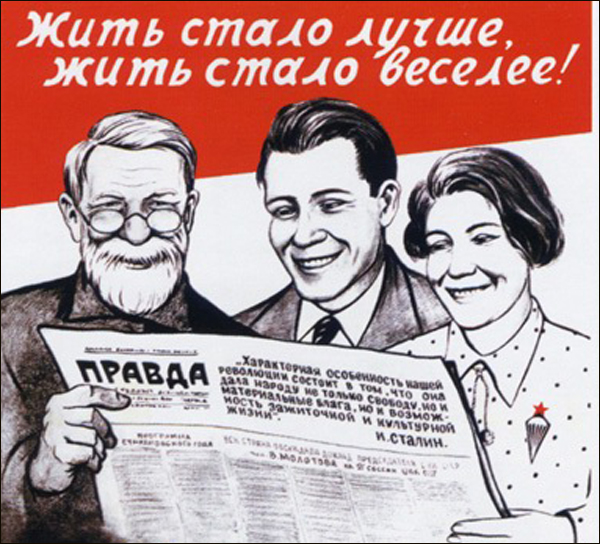 Жить стало лучше,
жить стало веселее!
ПРАВДА
„Характерная особенность нашей
революции состоит в том, что она
дала народу не только свободу, но и
материальные блага, но и возмож-
ность зажиточной и культурной
жизни".
И. Сталин.
В. Молотова на